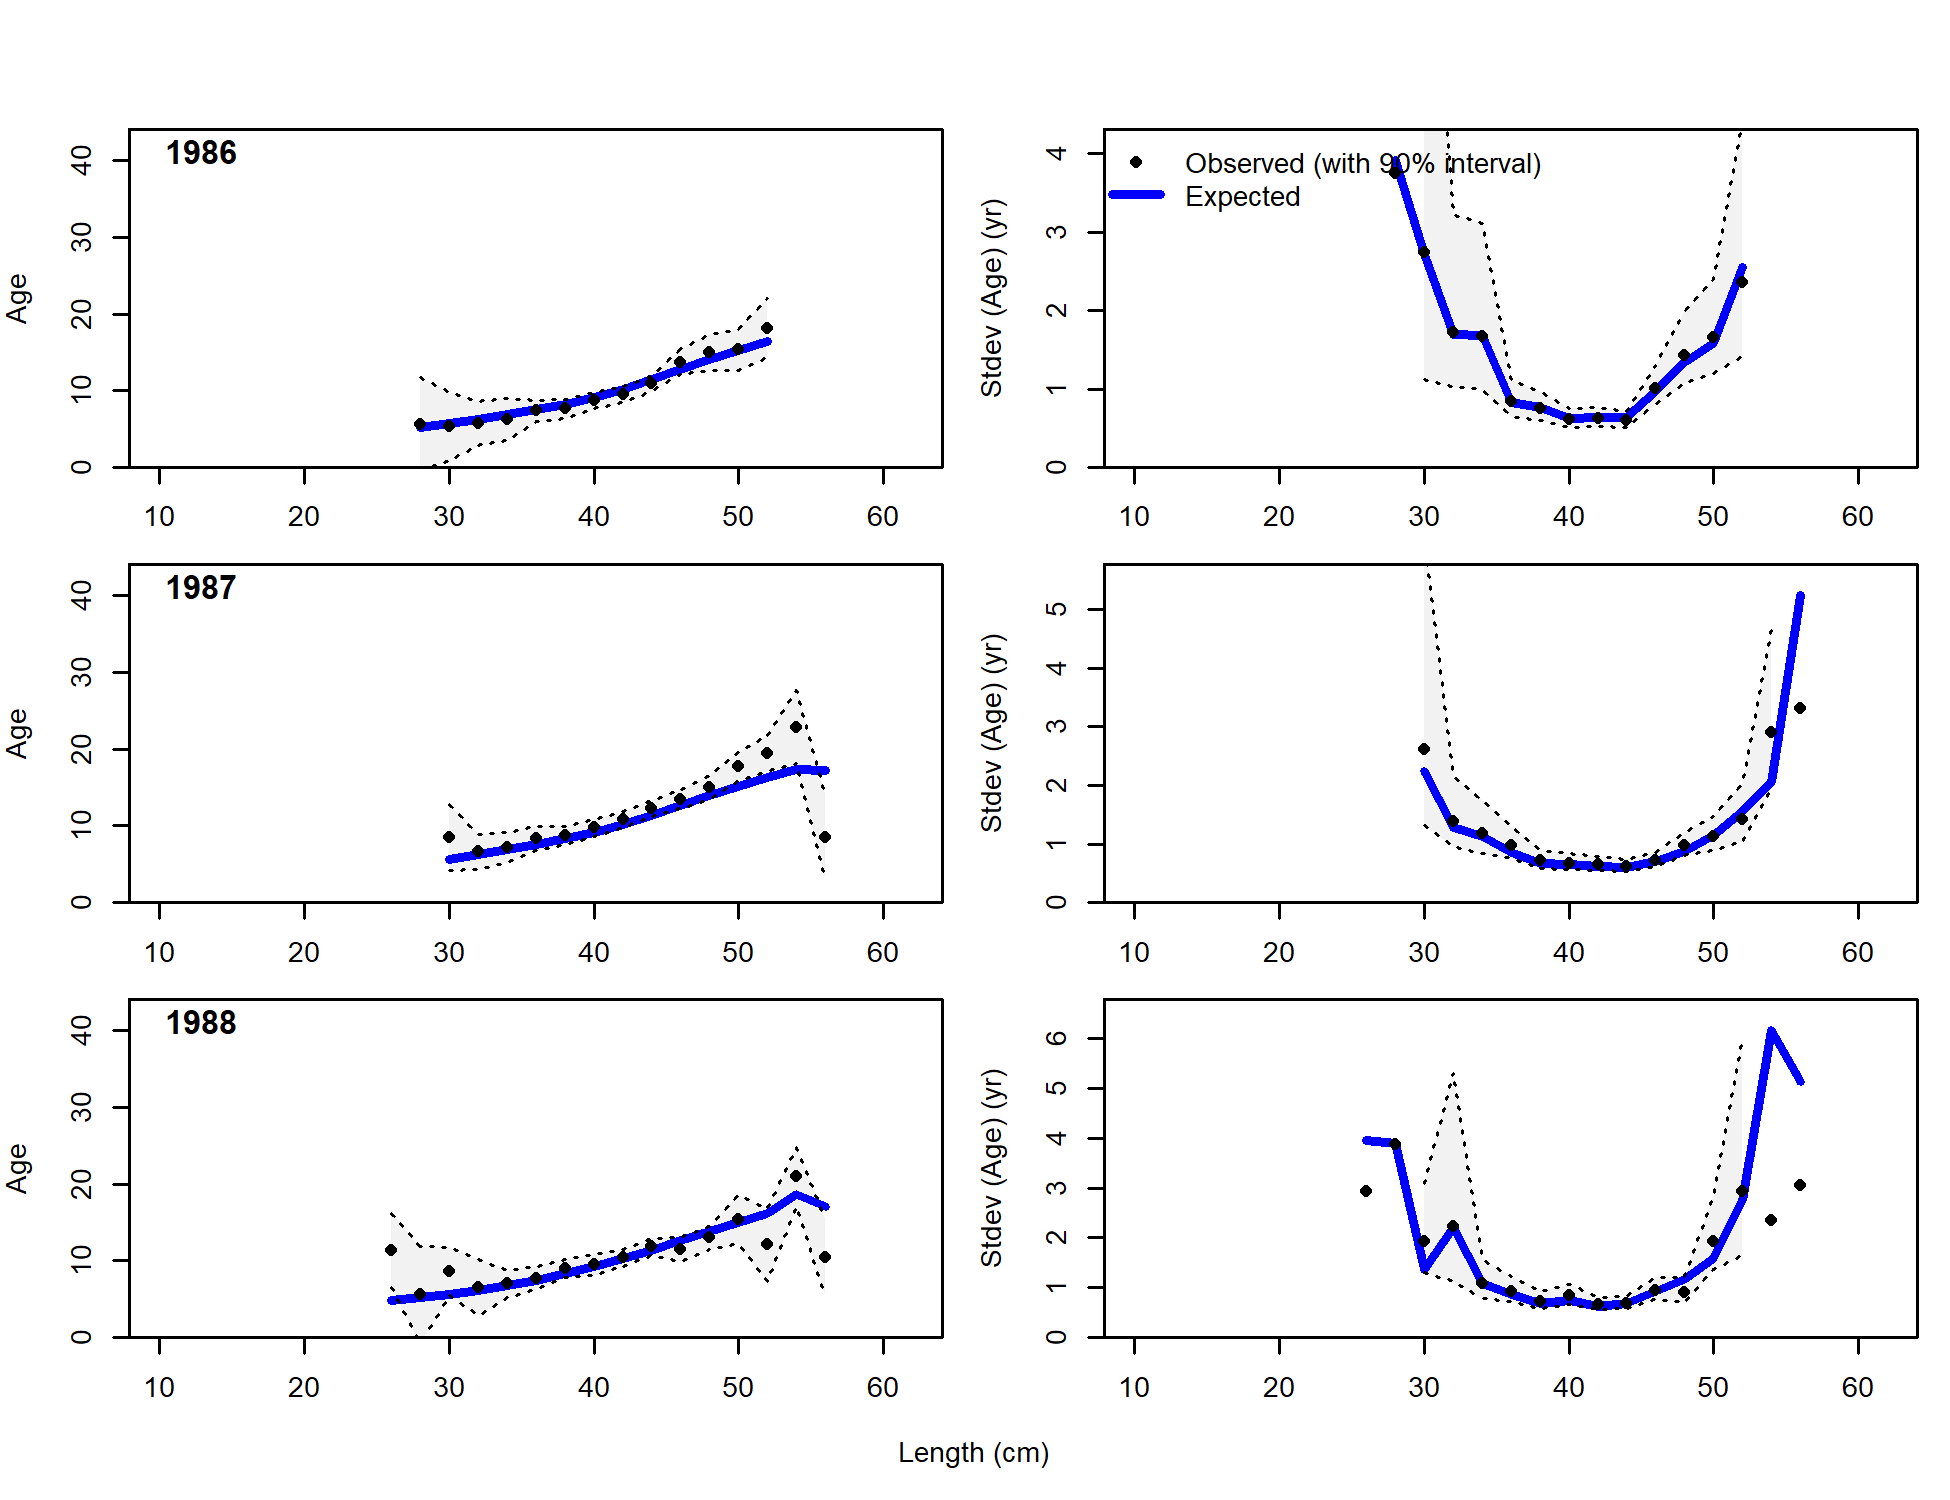 1986
Age
0 10 20 30 40
10 20 30 40 50 60
Observed (with 90% interval)
Expected
Stdev (Age) (yr)
0 1 2 3 4
10 20 30 40 50 60
1987
Age
0 10 20 30 40
10 20 30 40 50 60
Stdev (Age) (yr)
0 1 2 3 4 5
10 20 30 40 50 60
1988
Age
0 10 20 30 40
10 20 30 40 50 60
Stdev (Age) (yr)
0 1 2 3 4 5 6
10 20 30 40 50 60
Length (cm)